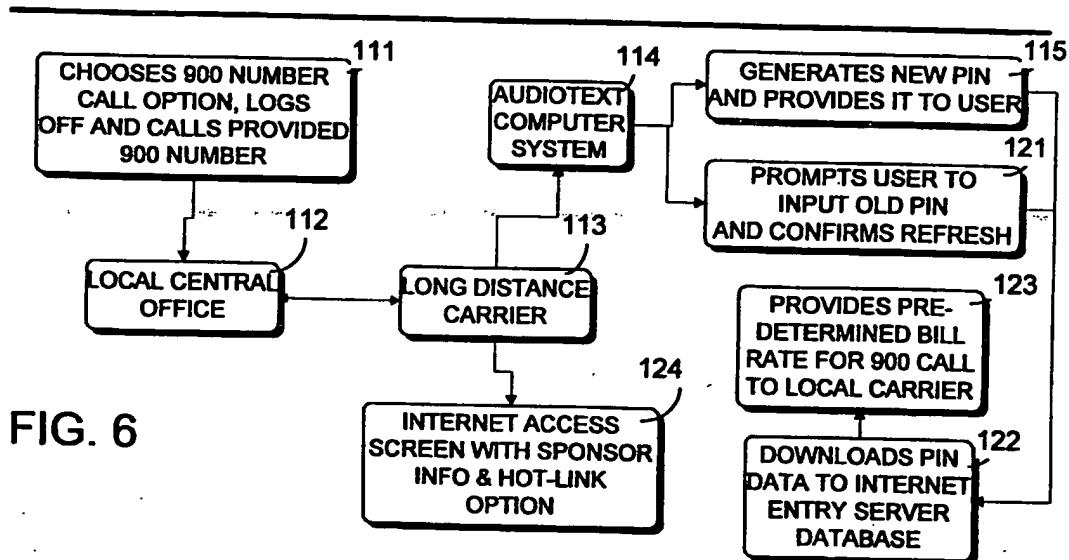 111
CHOOSES 900 NUMBER
CALL OPTION, LOGS
OFF AND CALLS PROVIDED
900 NUMBER
112
LOCAL CENTRAL
OFFICE
113
LONG DISTANCE
CARRIER
114
AUDIOTEXT
COMPUTER
SYSTEM
115
GENERATES NEW PIN
AND PROVIDES IT TO USER
121
PROMPTS USER TO
INPUT OLD PIN
AND CONFIRMS REFRESH
123
PROVIDES PRE-
DETERMINED BILL
RATE FOR 900 CALL
TO LOCAL CARRIER
124
INTERNET ACCESS
SCREEN WITH SPONSOR
INFO & HOT-LINK
OPTION
122
DOWNLOADS PIN
DATA TO INTERNET
ENTRY SERVER
DATABASE
FIG. 6